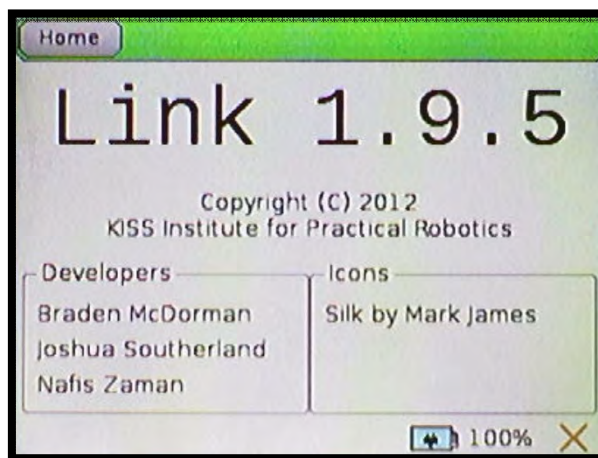 Home
Link 1.9.5
Copyright (C) 2012
KISS Institute for Practical Robotics
Developers
Braden McDorman
Joshua Southerland
Nafis Zaman
Icons
Silk by Mark James
100%